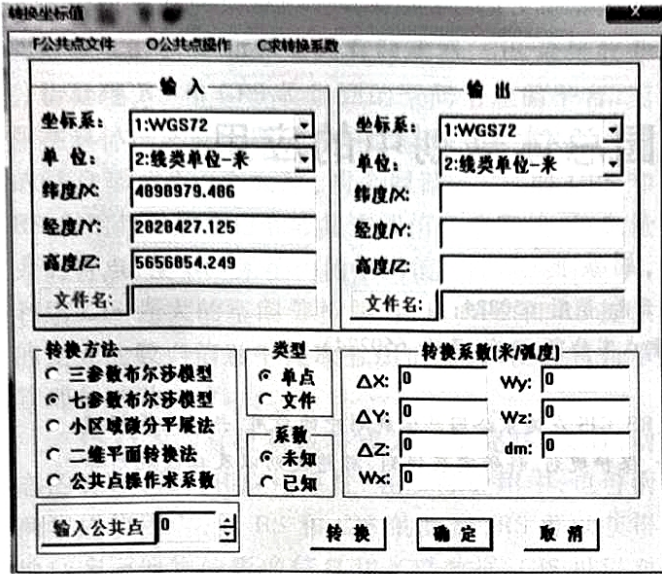 转换坐标值 X
F公共点文件 O公共点操作 C求转换系数
输入
坐标系: 1:WGS72
单 位: 2:线类单位-米
纬度/X: 4898979.486
经度/Y: 2828427.125
高度/Z: 5656854.249
文件名:
输出
坐标系: 1:WGS72
单位: 2:线类单位-米
纬度/X:
经度/Y:
高度/Z:
文件名:
转换方法
三参数布尔莎模型
七参数布尔莎模型
小区域微分平展法
二维平面转换法
公共点操作求系数
类型
单点
文件
系数
未知
已知
转换系数(米/弧度)
ΔX: 0 Wy: 0
ΔY: 0 Wz: 0
ΔZ: 0 dm: 0
Wx: 0
输入公共点 0
转换 确定 取消